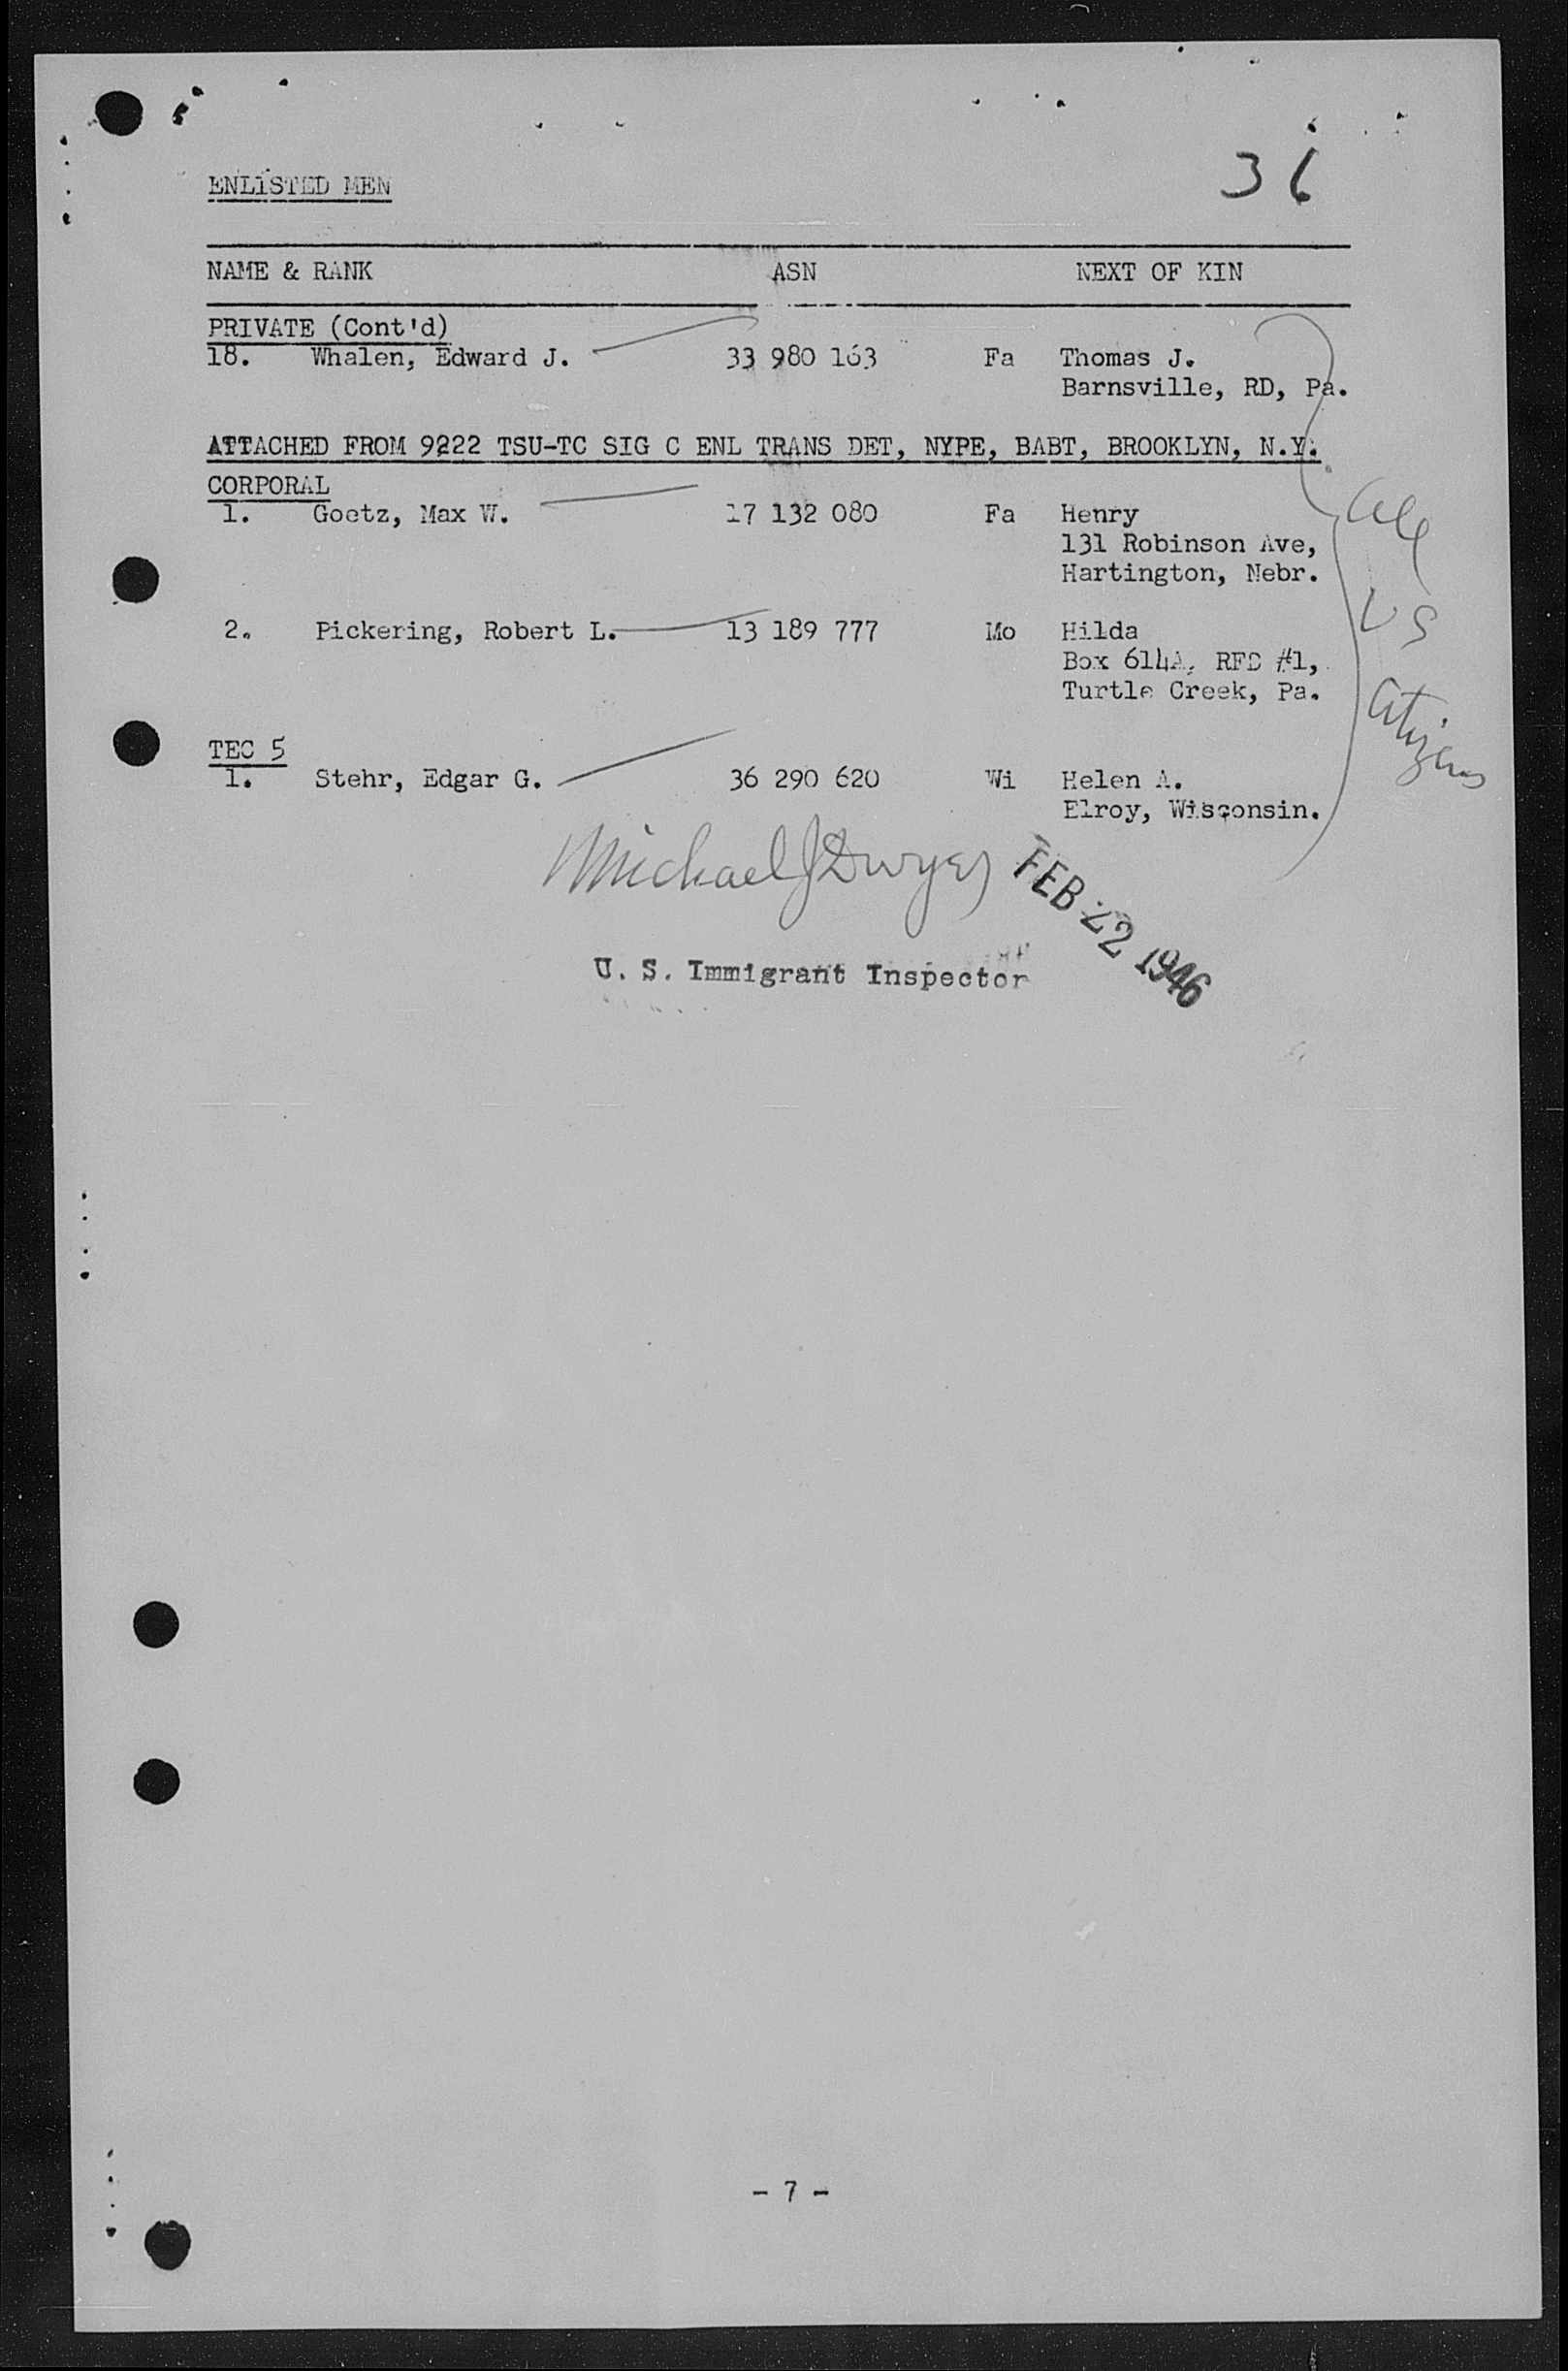 ENLISTED MEN
36
NAME & RANK ASN NEXT OF KIN
PRIVATE (Cont'd)
18. Whalen, Edward J. 33 980 163 Fa Thomas J.
Barnsville, RD, Pa.
ATTACHED FROM 9222 TSU-TC SIG C ENL TRANS DET, NYPE, BABT, BROOKLYN, N.Y.
CORPORAL
1. Goetz, Max W. 17 132 080 Fa Henry
131 Robinson Ave,
Hartington, Nebr.
2. Pickering, Robert L. 13 189 777 Mo Hilda
Box 614A, RFD #1,
Turtle Creek, Pa.
TEC 5
1. Stehr, Edgar G. 36 290 620 Wi Helen A.
Elroy, Wisconsin.
All
US
Citizens
Michael J Dwyer
FEB 22 1946
U. S. Immigrant Inspector
- 7 -